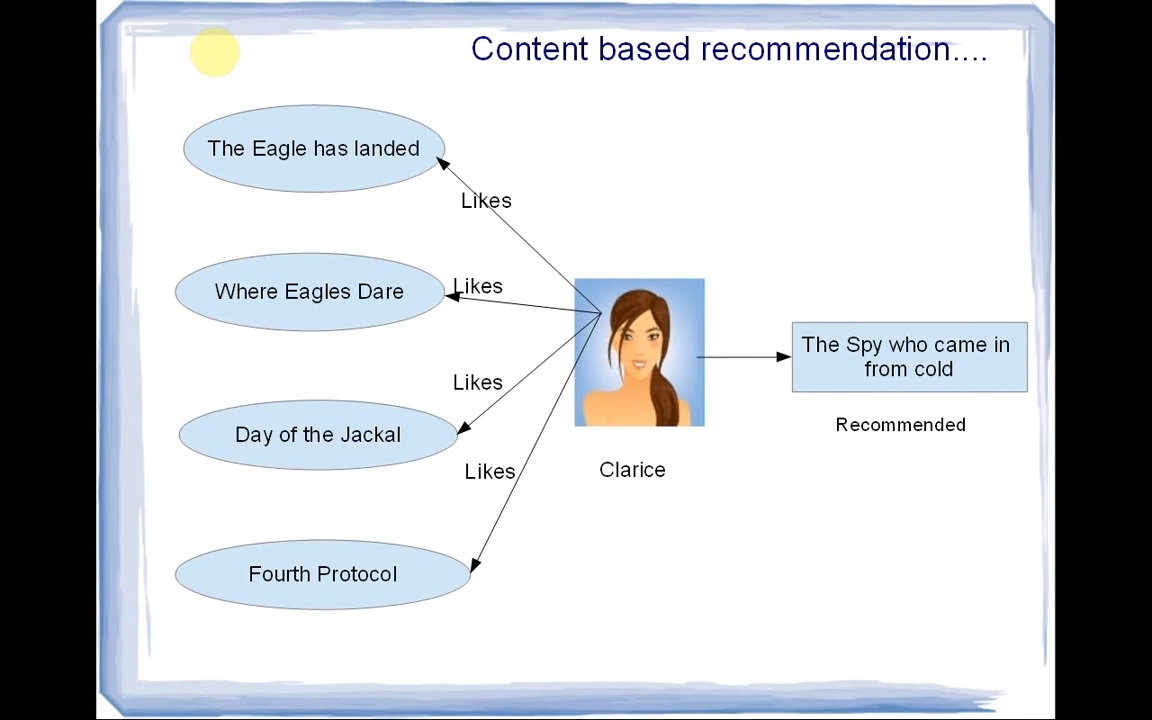 Content based recommendation....
The Eagle has landed
Likes
Where Eagles Dare
Likes
Day of the Jackal
Likes
Fourth Protocol
Likes
Clarice
The Spy who came in
from cold
Recommended